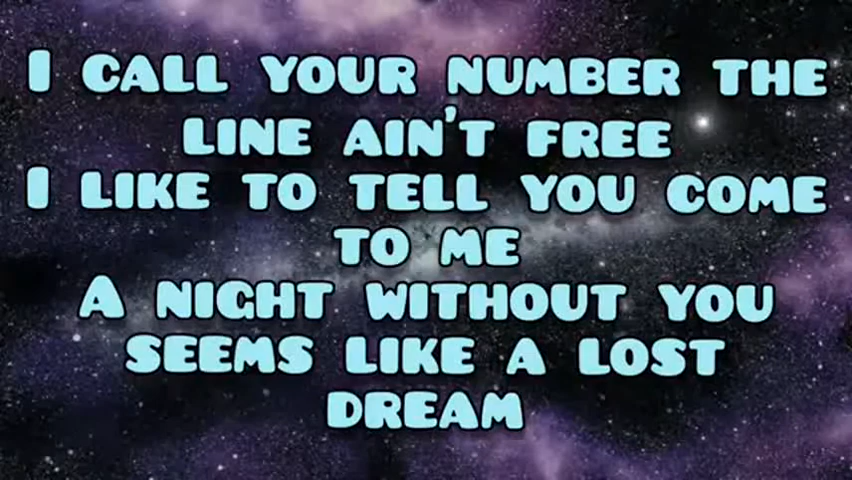 I CALL YOUR NUMBER THE
LINE AIN'T FREE
I LIKE TO TELL YOU COME
TO ME
A NIGHT WITHOUT YOU
SEEMS LIKE A LOST
DREAM